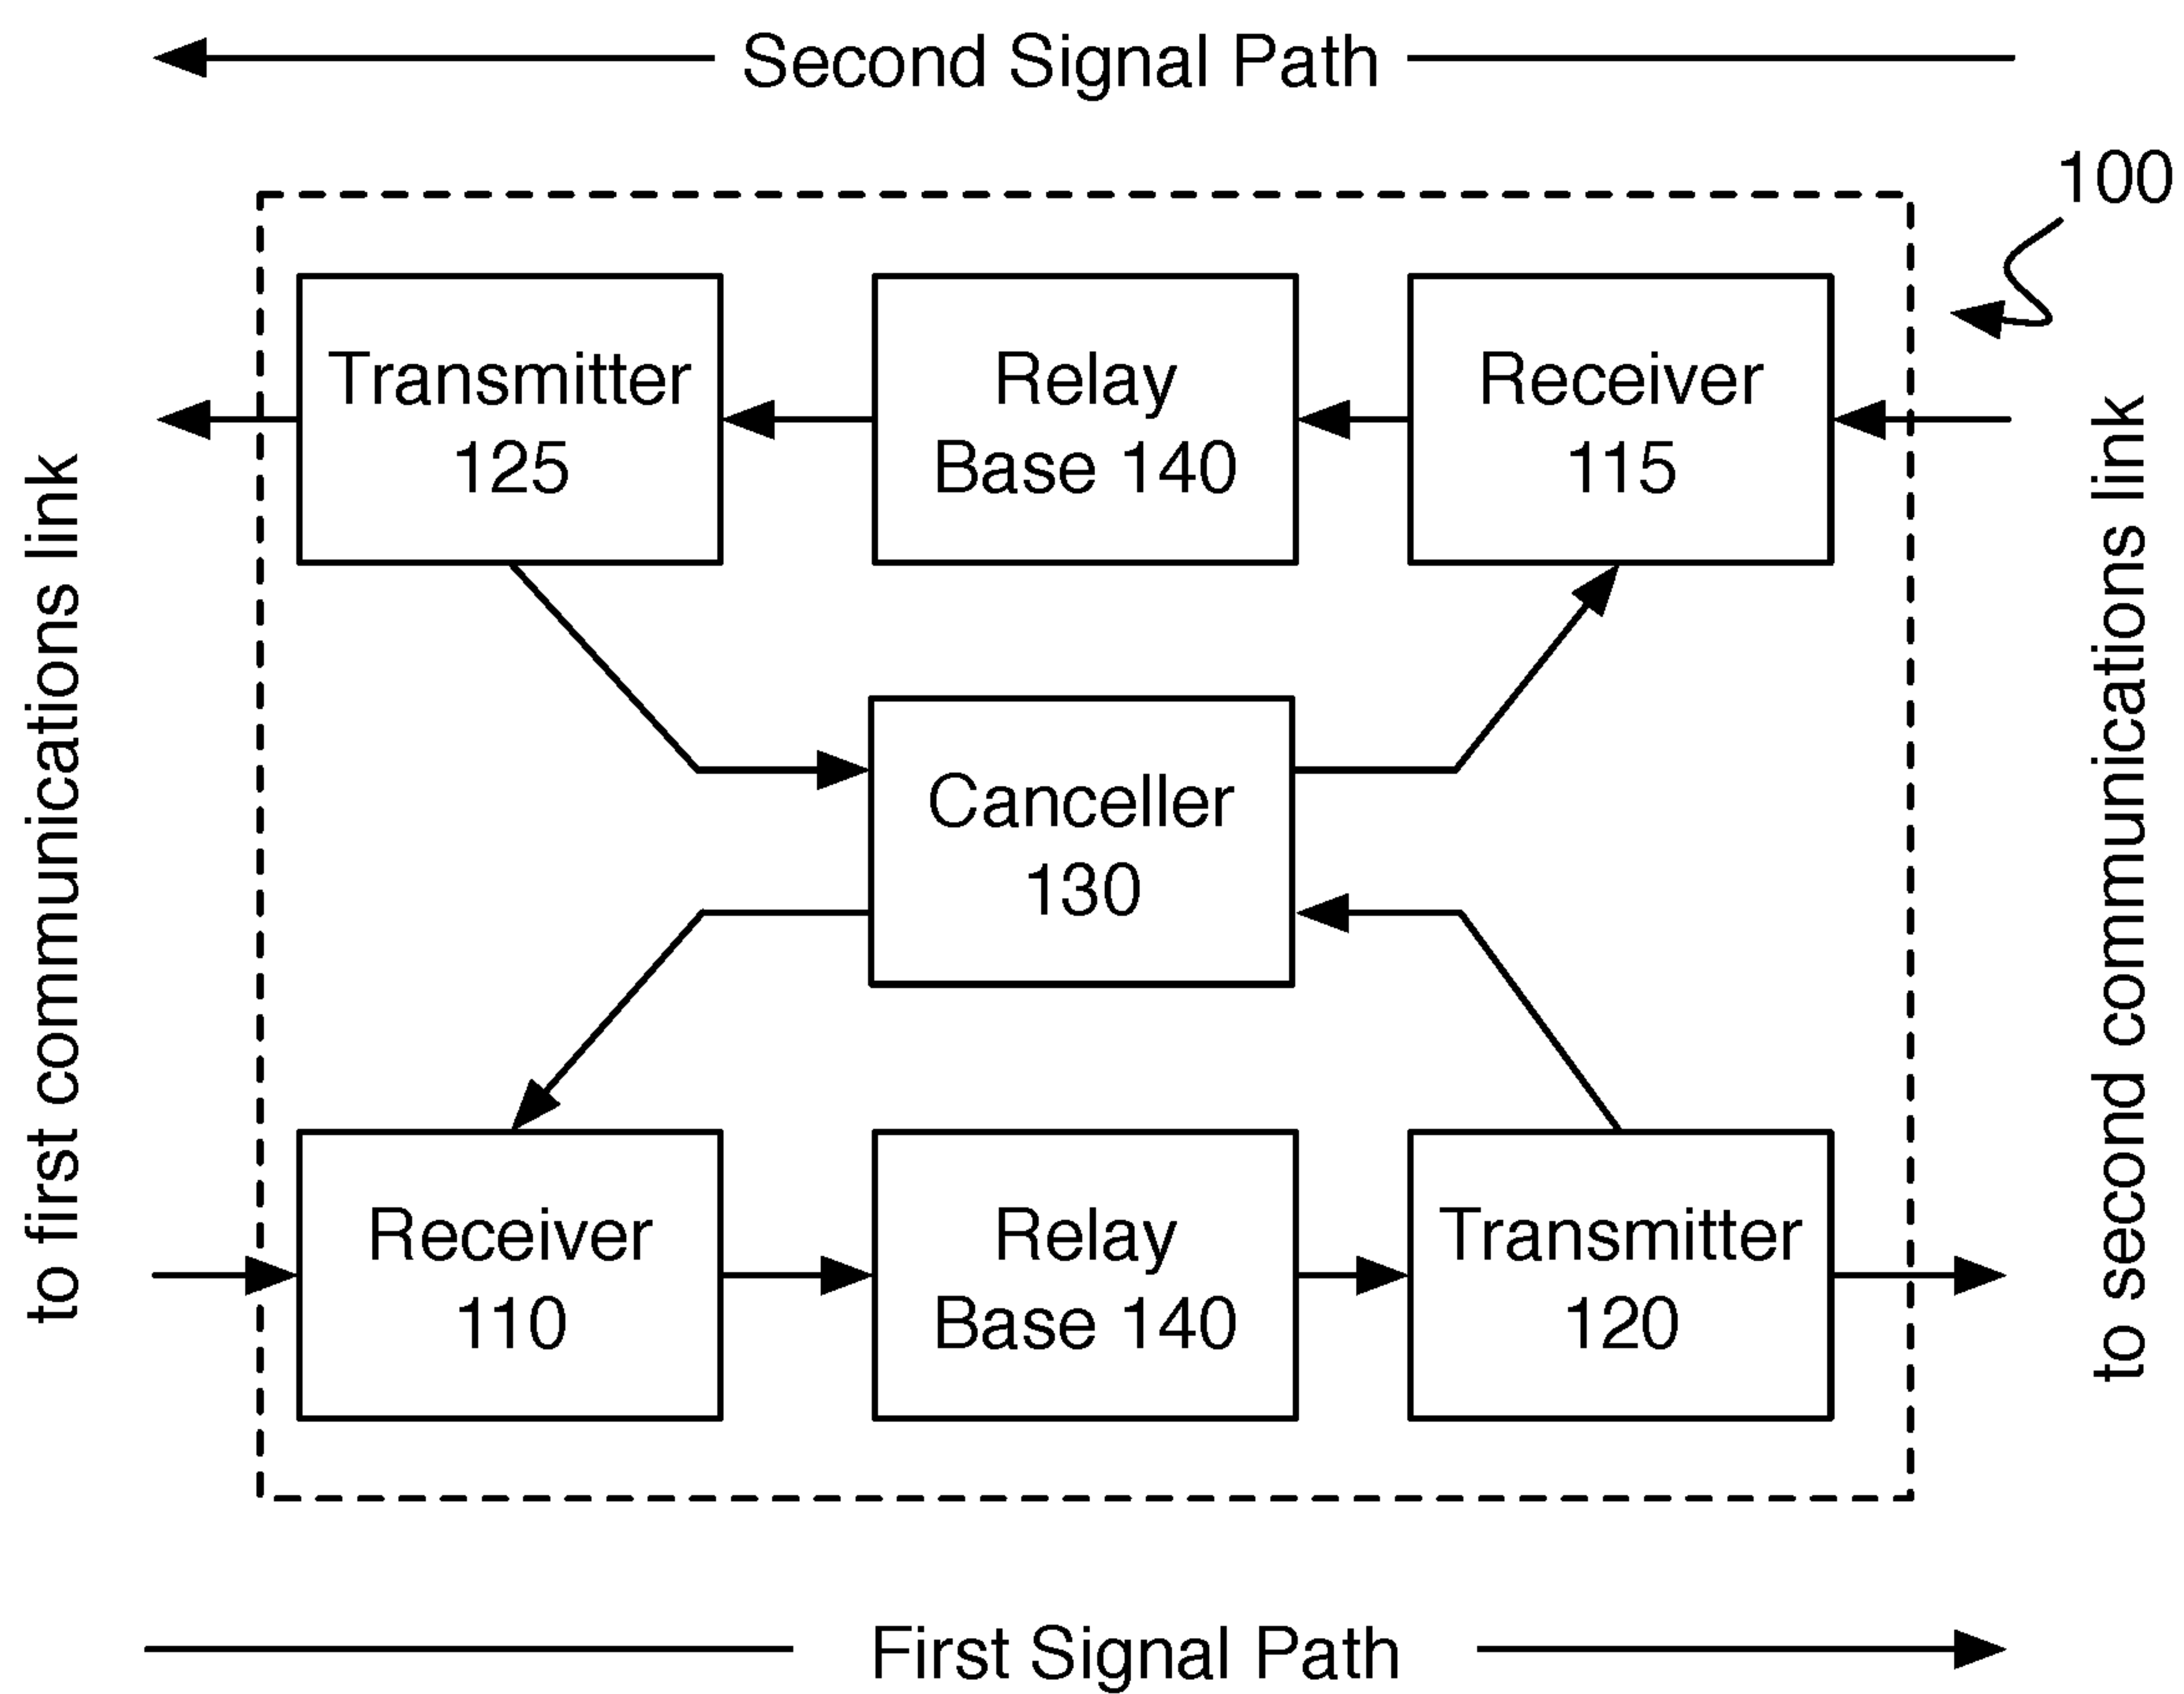 Second Signal Path
100
Transmitter
125
Relay
Base 140
Receiver
115
to first communications link
to second communications link
Canceller
130
Receiver
110
Relay
Base 140
Transmitter
120
First Signal Path